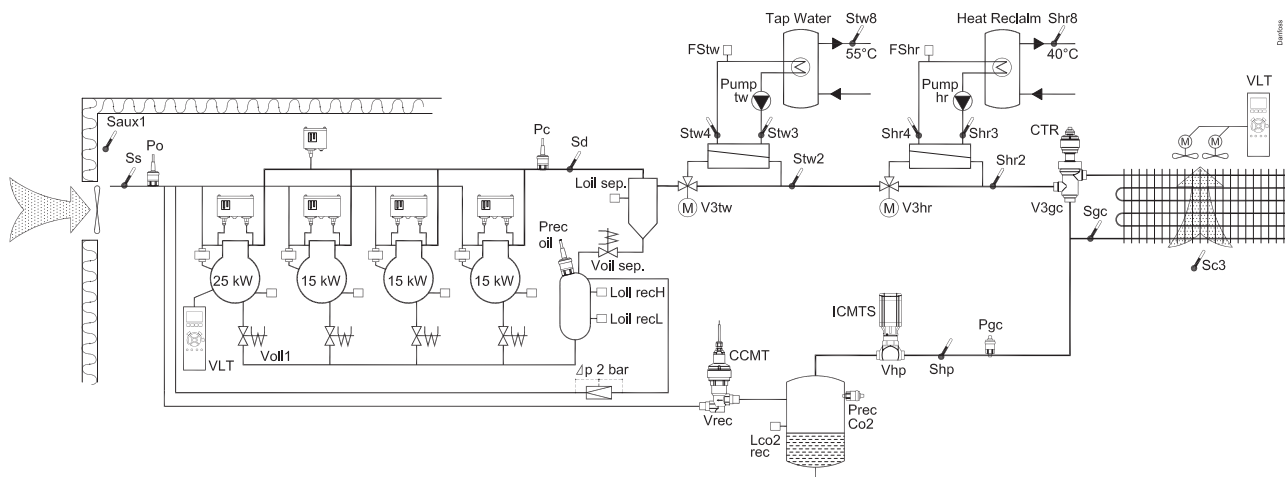 Tap Water
Stw8
Heat Reclaim
Shr8
Danfoss
FStw
55°C
FShr
40°C
VLT
Pump
tw
Pump
hr
Saux1
Ss
Po
Pc
Sd
Stw4
Stw3
Shr4
Shr3
CTR
M
M
Loil sep.
Stw2
Shr2
M
V3tw
M
V3hr
V3gc
Sgc
Prec
oil
Voil sep.
Sc3
25 kW
15 kW
15 kW
15 kW
Loil recH
Loil recL
ICMTS
Pgc
VLT
Voil1
CCMT
Vhp
Shp
Δp 2 bar
Vrec
Prec
Co2
Lco2
rec